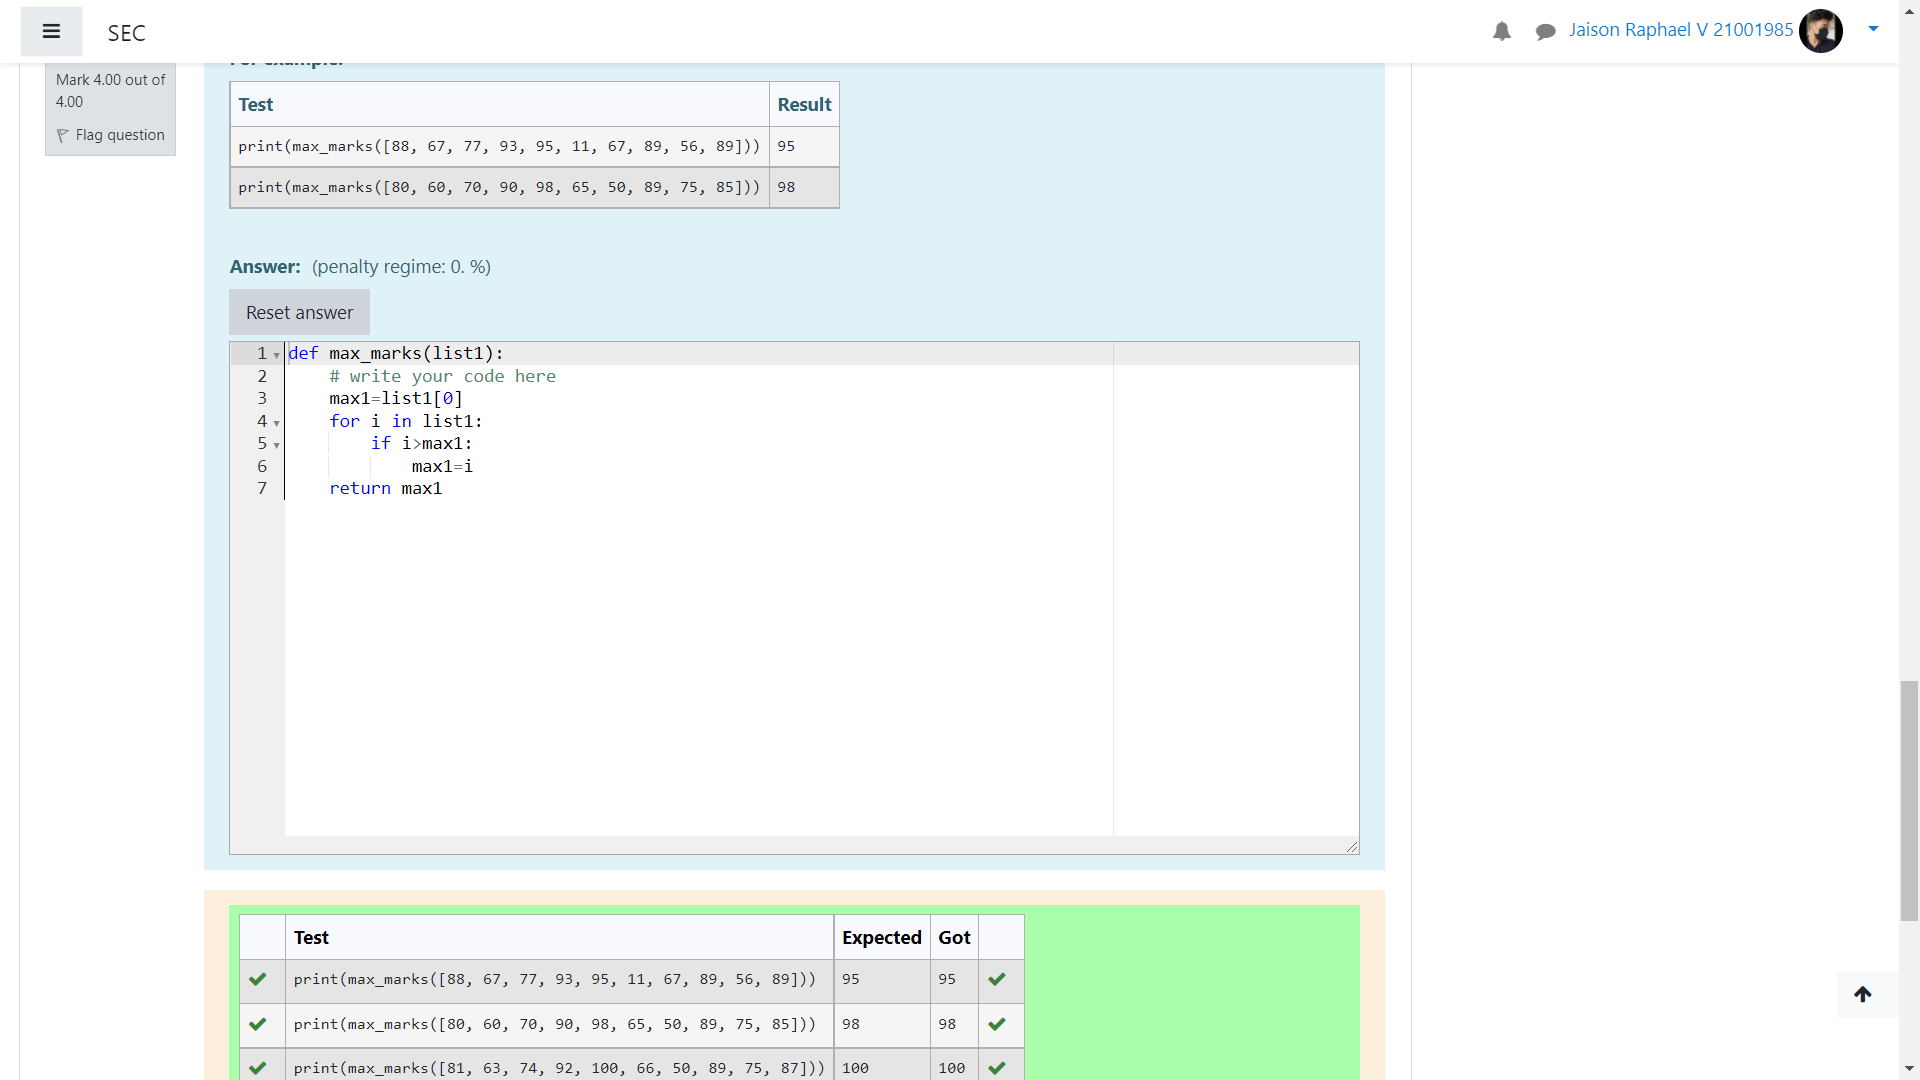 SEC
Jaison Raphael V 21001985
Mark 4.00 out of
4.00
Flag question
For example:
Test Result
print(max_marks([88, 67, 77, 93, 95, 11, 67, 89, 56, 89])) 95
print(max_marks([80, 60, 70, 90, 98, 65, 50, 89, 75, 85])) 98
Answer: (penalty regime: 0. %)
Reset answer
1 def max_marks(list1):
2 # write your code here
3 max1=list1[0]
4 for i in list1:
5 if i>max1:
6 max1=i
7 return max1
Test Expected Got
print(max_marks([88, 67, 77, 93, 95, 11, 67, 89, 56, 89])) 95 95
print(max_marks([80, 60, 70, 90, 98, 65, 50, 89, 75, 85])) 98 98
print(max_marks([81, 63, 74, 92, 100, 66, 50, 89, 75, 87])) 100 100